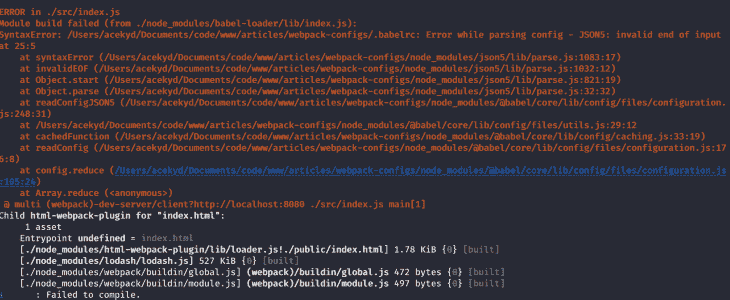 ERROR in ./src/index.js
Module build failed (from ./node_modules/babel-loader/lib/index.js):
SyntaxError: /Users/acekyd/Documents/code/www/articles/webpack-configs/.babelrc: Error while parsing config - JSON5: invalid end of input
at 25:5
at syntaxError (/Users/acekyd/Documents/code/www/articles/webpack-configs/node_modules/json5/lib/parse.js:1083:17)
at invalidEOF (/Users/acekyd/Documents/code/www/articles/webpack-configs/node_modules/json5/lib/parse.js:1032:12)
at Object.start (/Users/acekyd/Documents/code/www/articles/webpack-configs/node_modules/json5/lib/parse.js:821:19)
at Object.parse (/Users/acekyd/Documents/code/www/articles/webpack-configs/node_modules/json5/lib/parse.js:32:32)
at readConfigJSON5 (/Users/acekyd/Documents/code/www/articles/webpack-configs/node_modules/@babel/core/lib/config/files/configuration.
js:248:31)
at /Users/acekyd/Documents/code/www/articles/webpack-configs/node_modules/@babel/core/lib/config/files/utils.js:29:12
at cachedFunction (/Users/acekyd/Documents/code/www/articles/webpack-configs/node_modules/@babel/core/lib/config/caching.js:33:19)
at readConfig (/Users/acekyd/Documents/code/www/articles/webpack-configs/node_modules/@babel/core/lib/config/files/configuration.js:17
6:8)
at config.reduce (/Users/acekyd/Documents/code/www/articles/webpack-configs/node_modules/@babel/core/lib/config/files/configuration.js
:105:24)
at Array.reduce (<anonymous>)
@ multi (webpack)-dev-server/client?http://localhost:8080 ./src/index.js main[1]
Child html-webpack-plugin for "index.html":
1 asset
Entrypoint undefined = index.html
[./node_modules/html-webpack-plugin/lib/loader.js!./public/index.html] 1.78 KiB {0} [built]
[./node_modules/lodash/lodash.js] 527 KiB {0} [built]
[./node_modules/webpack/buildin/global.js] (webpack)/buildin/global.js 472 bytes {0} [built]
[./node_modules/webpack/buildin/module.js] (webpack)/buildin/module.js 497 bytes {0} [built]
: Failed to compile.